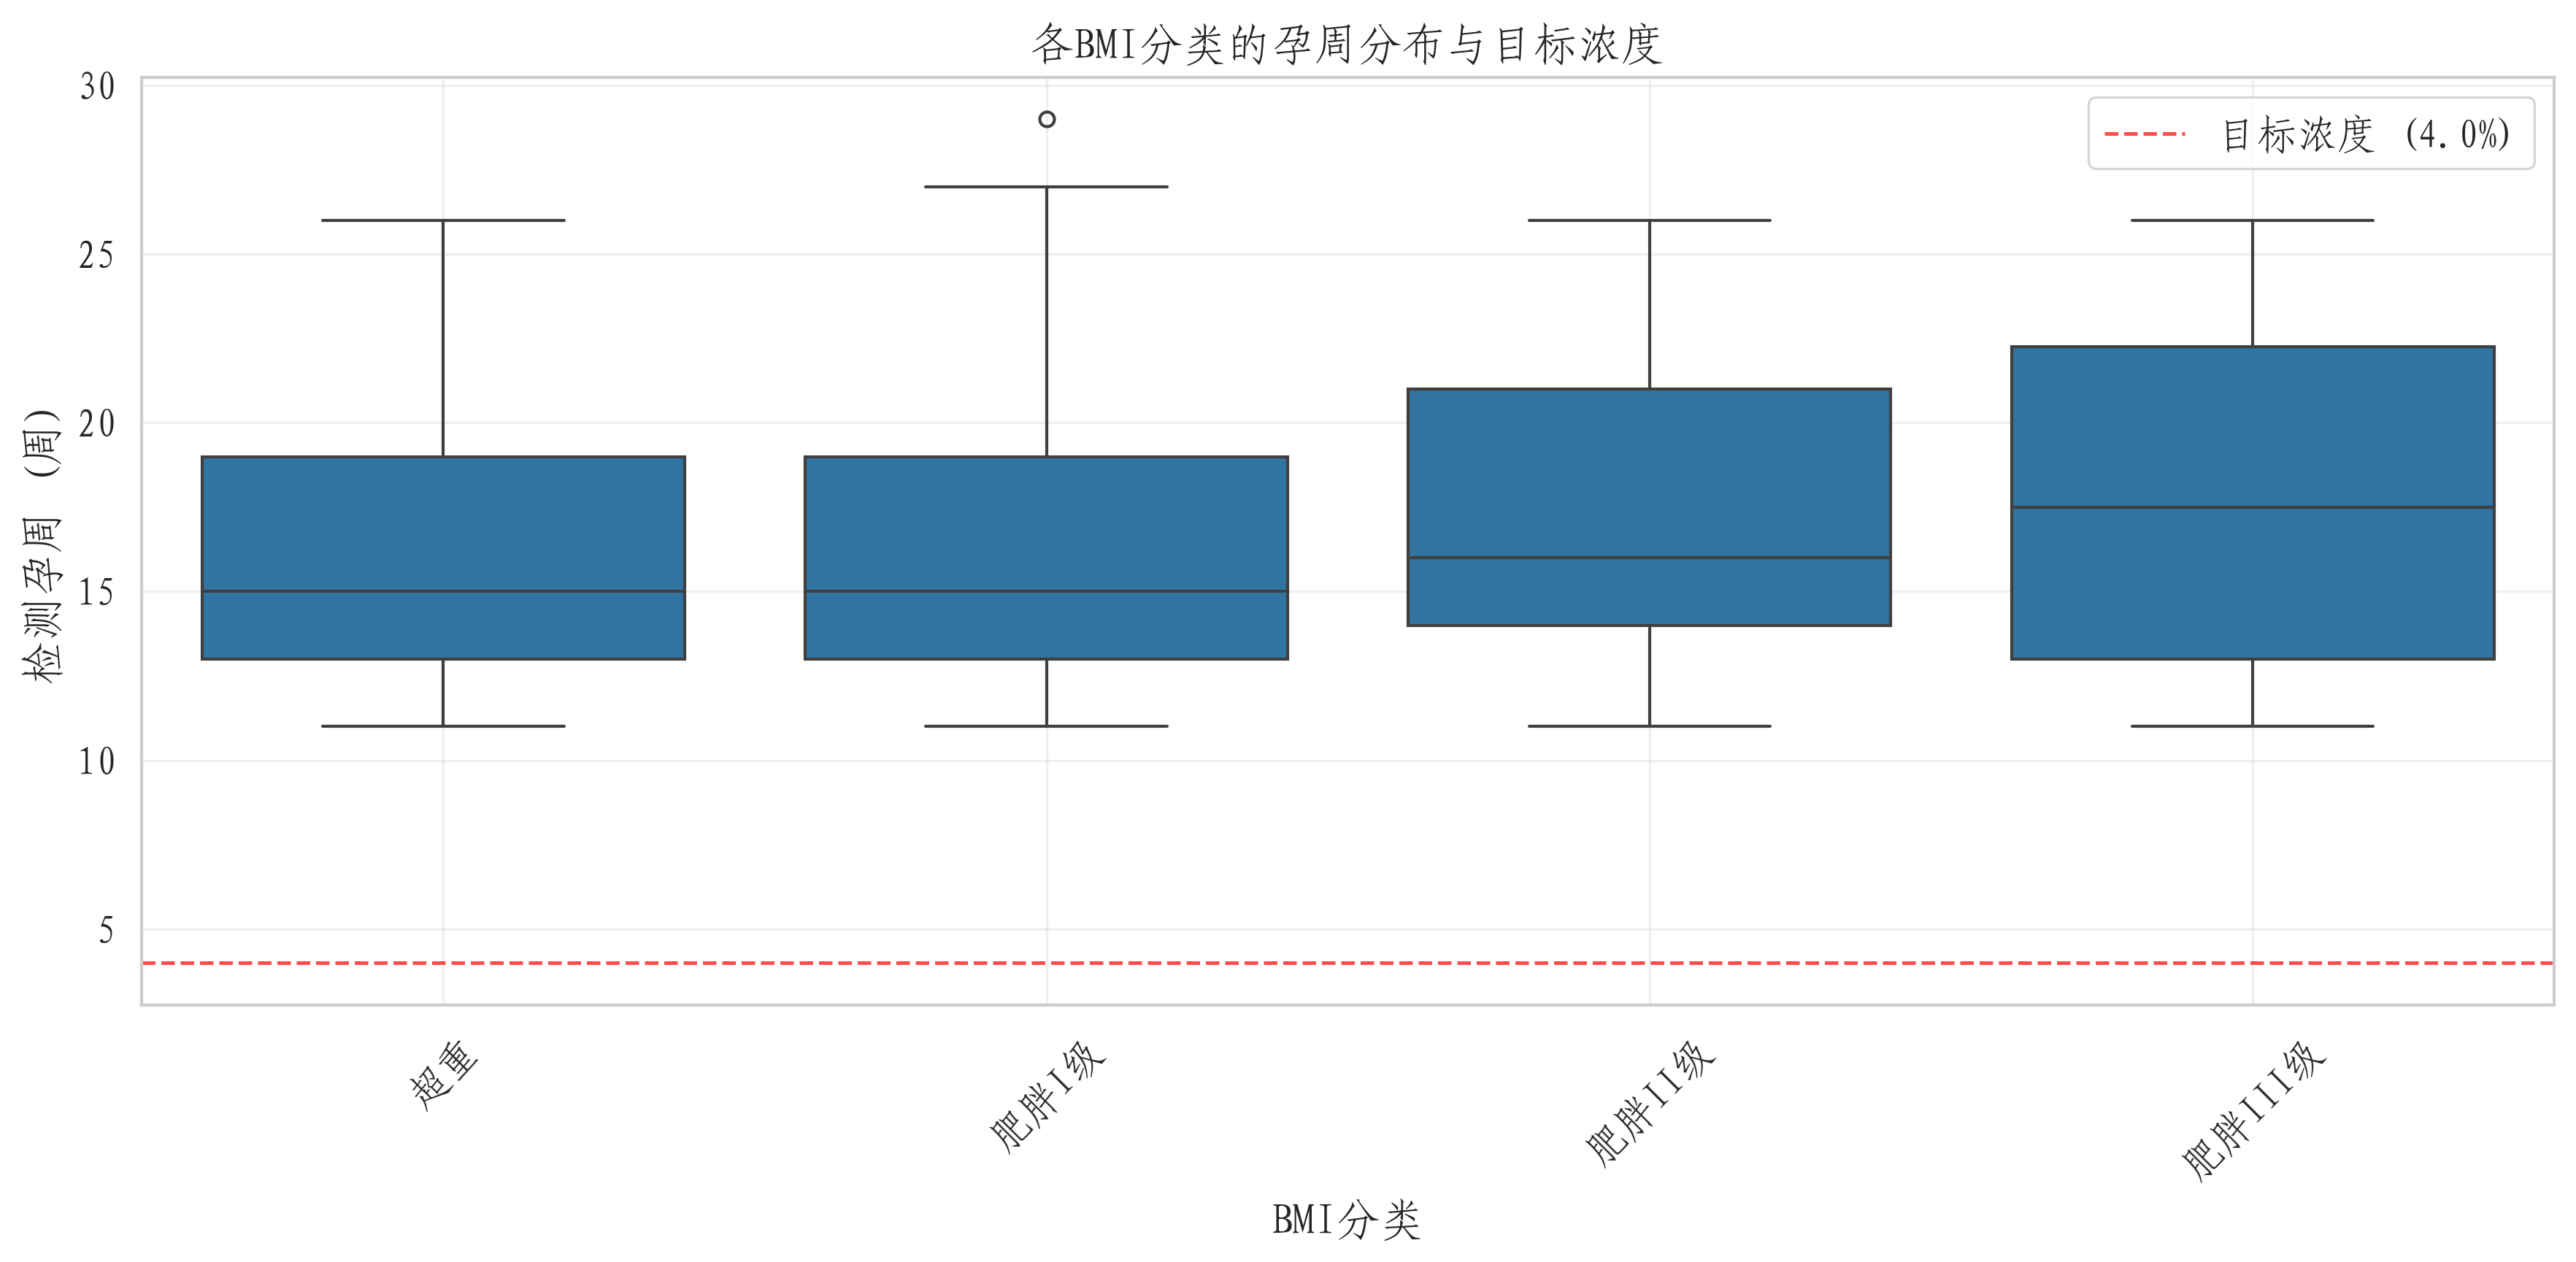 各BMI分类的孕周分布与目标浓度
目标浓度 (4.0%)
检测孕周 (周)
30
25
20
15
10
5
超重
肥胖I级
肥胖II级
肥胖III级
BMI分类